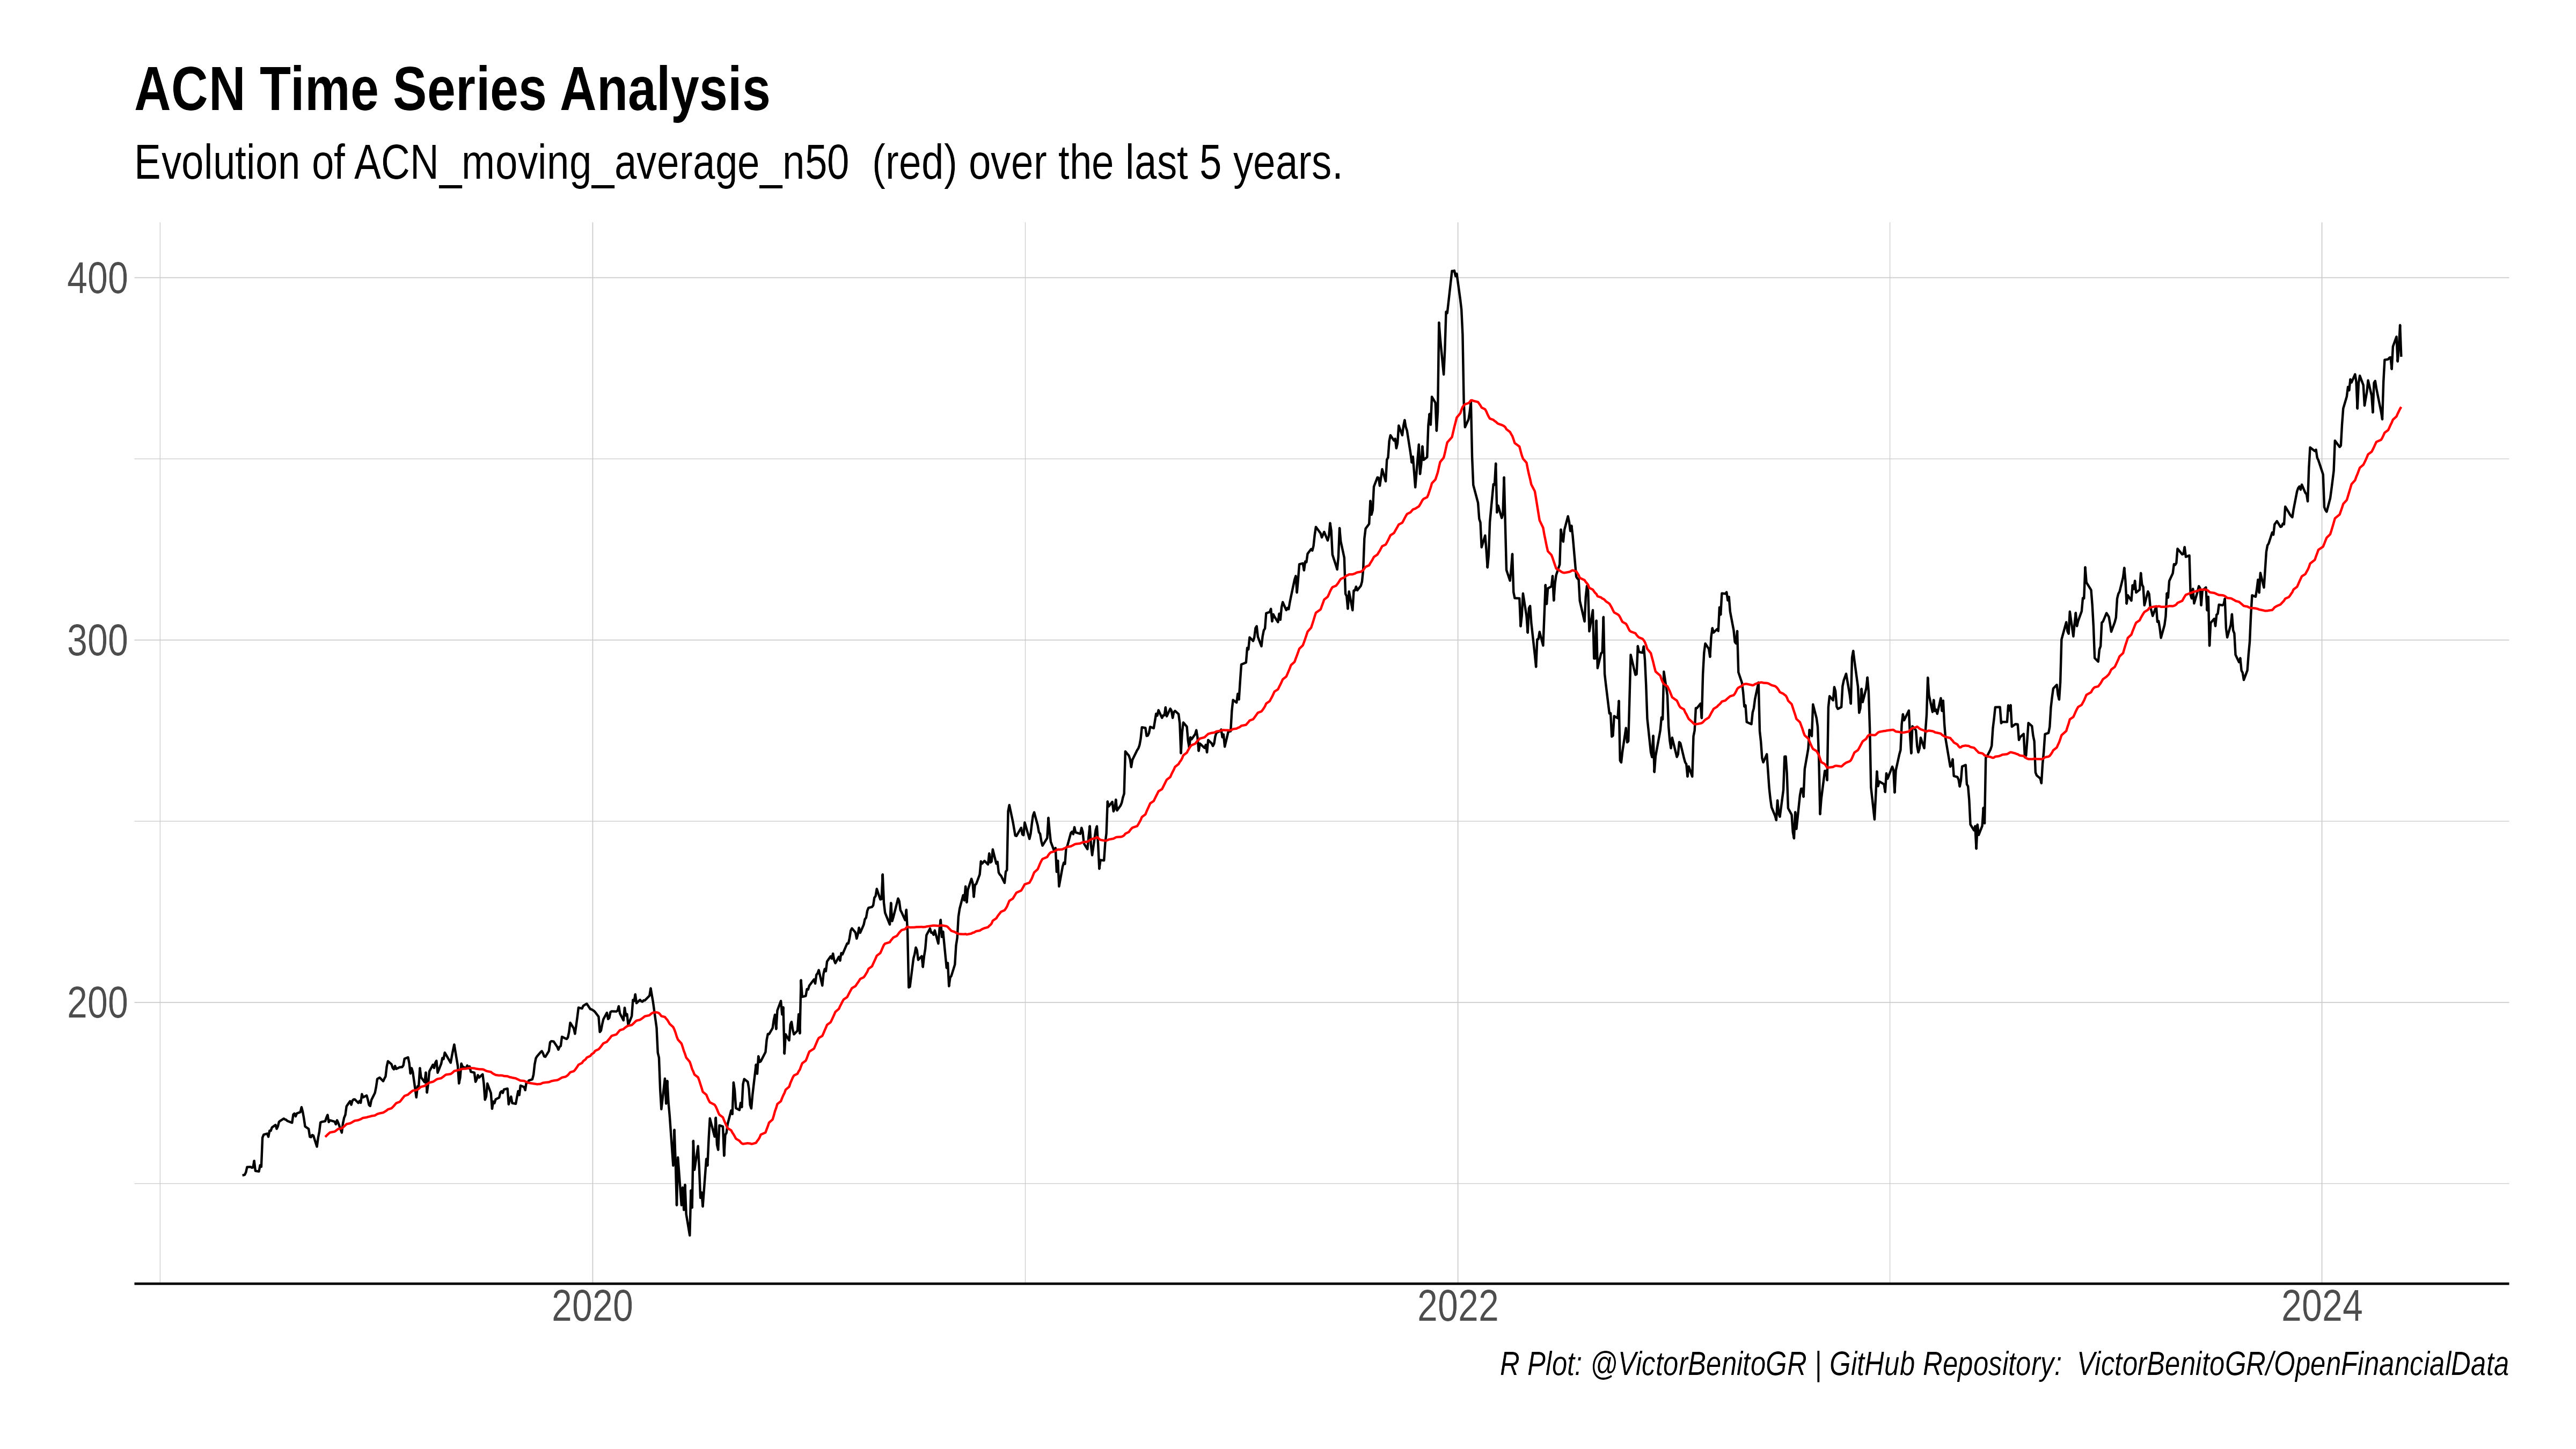 ACN Time Series Analysis
Evolution of ACN_moving_average_n50  (red) over the last 5 years.
400
300
200
2020 2022 2024
R Plot: @VictorBenitoGR | GitHub Repository:  VictorBenitoGR/OpenFinancialData